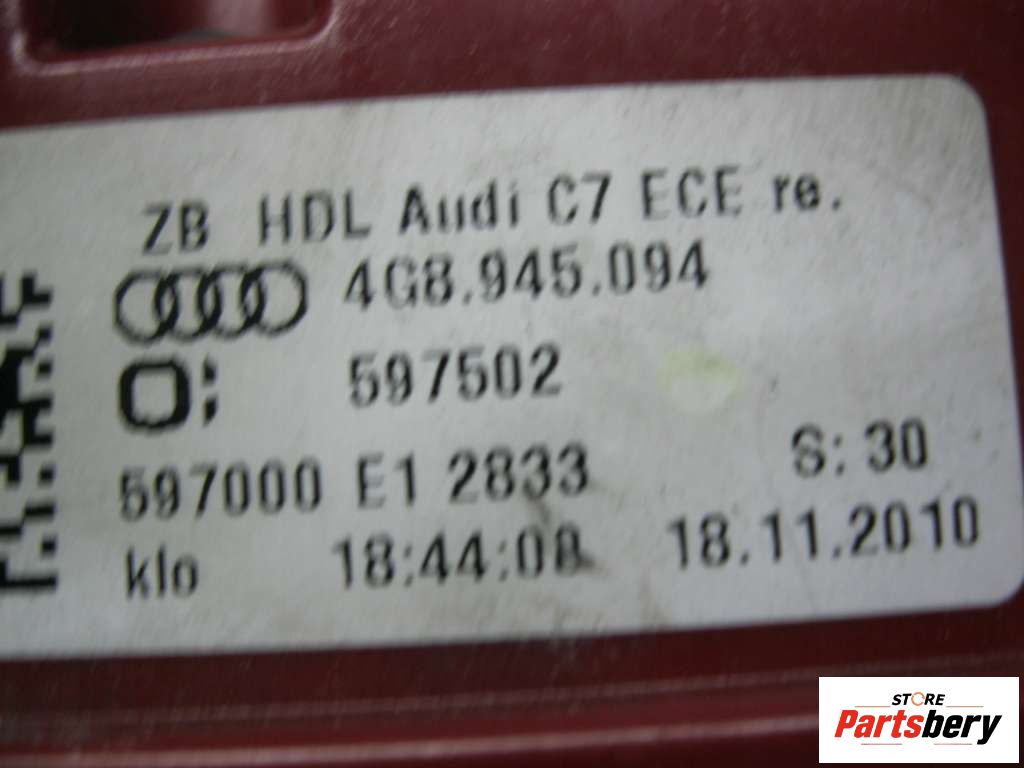 ZB HDL Audi C7 ECE re.
4G8.945.094
O; 597502
597000 E1 2833 S: 30
klo 18:44:08 18.11.2010
STORE
Partsbery